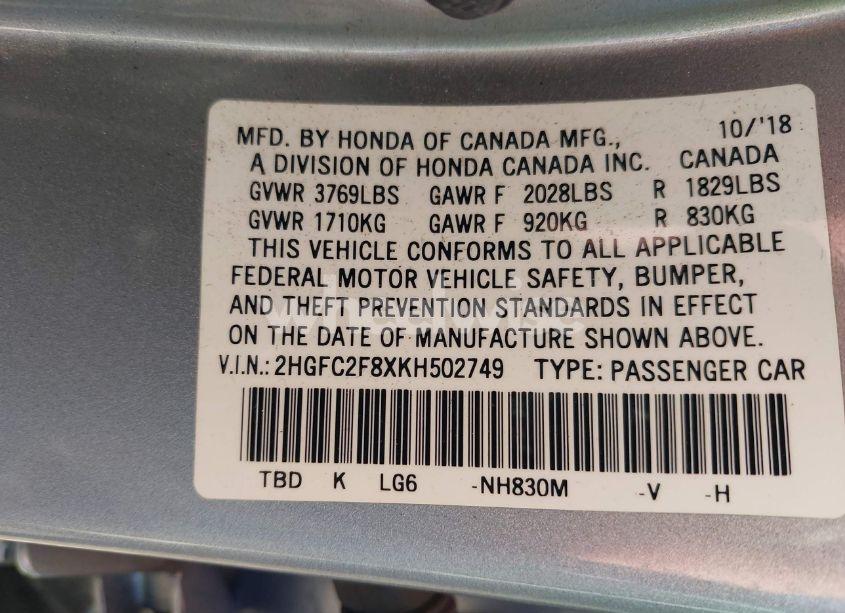 MFD. BY HONDA OF CANADA MFG., 10/'18
A DIVISION OF HONDA CANADA INC. CANADA
GVWR 3769LBS GAWR F 2028LBS R 1829LBS
GVWR 1710KG GAWR F 920KG R 830KG
THIS VEHICLE CONFORMS TO ALL APPLICABLE
FEDERAL MOTOR VEHICLE SAFETY, BUMPER,
AND THEFT PREVENTION STANDARDS IN EFFECT
ON THE DATE OF MANUFACTURE SHOWN ABOVE.
V.I.N.: 2HGFC2F8XKH502749 TYPE: PASSENGER CAR
TBD K LG6 -NH830M -V -H